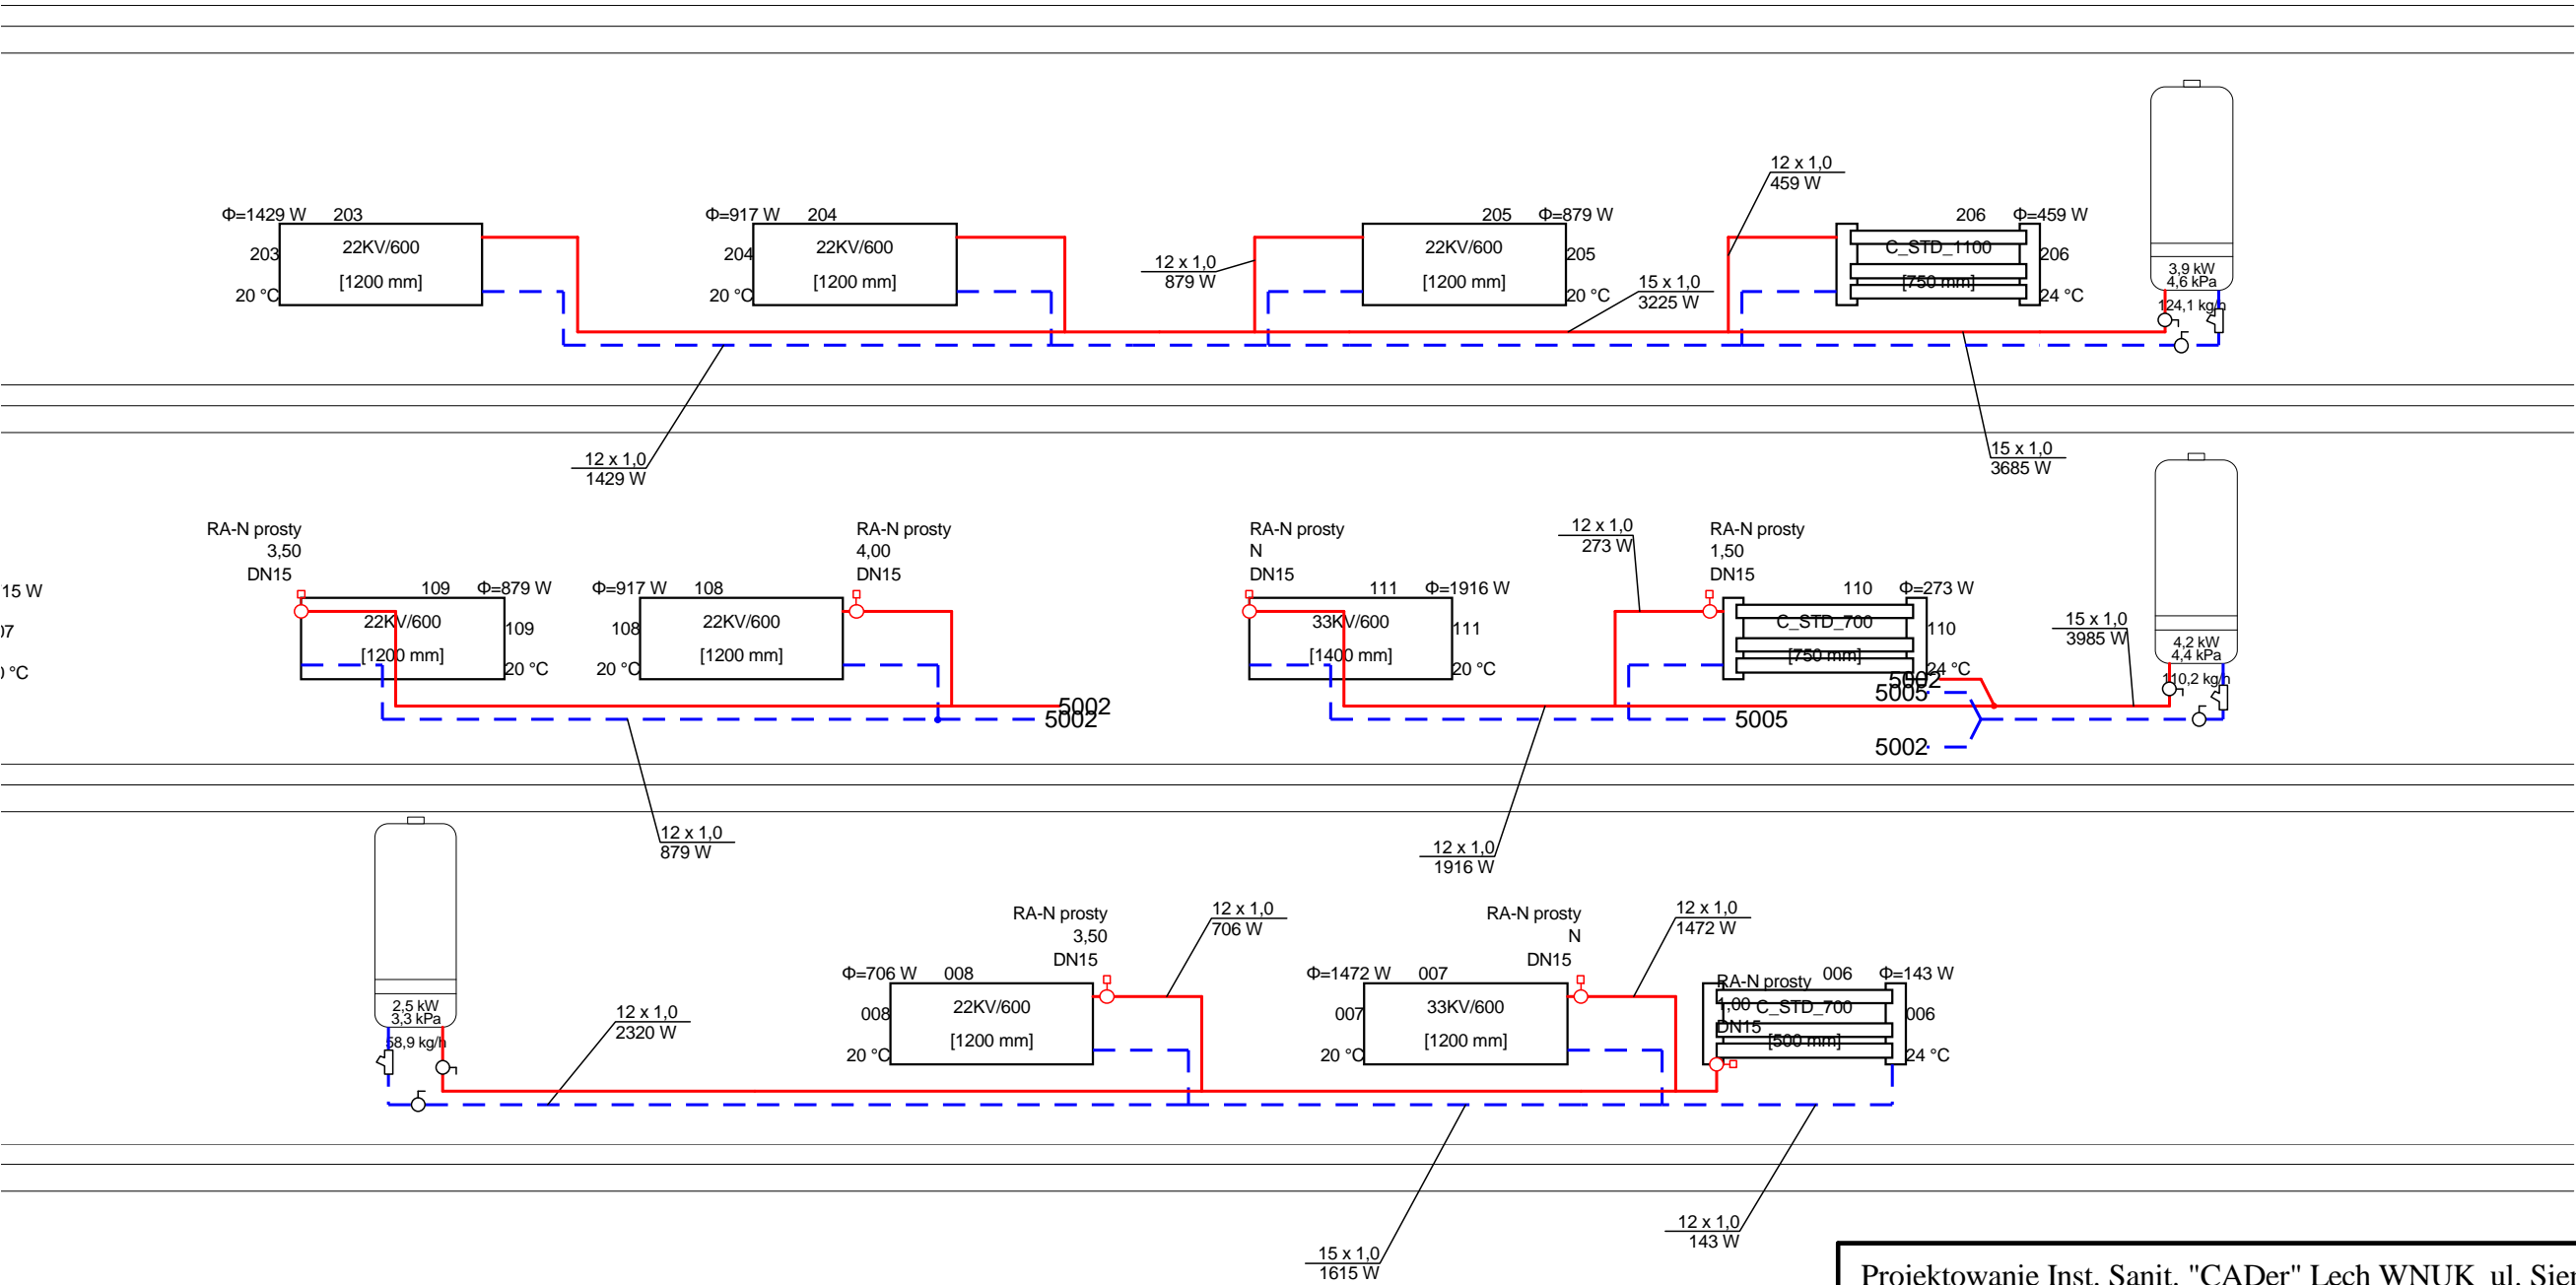 12 x 1,0
459 W
Φ=1429 W 203
203
22KV/600
[1200 mm]
20 °C
Φ=917 W 204
204
22KV/600
[1200 mm]
20 °C
12 x 1,0
879 W
205 Φ=879 W
22KV/600
205
[1200 mm]
20 °C
15 x 1,0
3225 W
206 Φ=459 W
C_STD_1100
206
[750 mm]
24 °C
3,9 kW
4,6 kPa
124,1 kg/h
12 x 1,0
1429 W
15 x 1,0
3685 W
15 W
07
°C
RA-N prosty
3,50
DN15
109 Φ=879 W
22KV/600
109
[1200 mm]
20 °C
RA-N prosty
4,00
DN15
Φ=917 W 108
108
22KV/600
[1200 mm]
20 °C
5002
5002
RA-N prosty
N
DN15
111 Φ=1916 W
33KV/600
111
[1400 mm]
20 °C
12 x 1,0
273 W
RA-N prosty
1,50
DN15
110 Φ=273 W
C_STD_700
110
[750 mm]
24 °C
5002
5005
5005
5002
15 x 1,0
3985 W
4,2 kW
4,4 kPa
110,2 kg/h
12 x 1,0
879 W
12 x 1,0
1916 W
2,5 kW
3,3 kPa
58,9 kg/h
12 x 1,0
2320 W
RA-N prosty
3,50
DN15
12 x 1,0
706 W
Φ=706 W 008
008
22KV/600
[1200 mm]
20 °C
RA-N prosty
N
DN15
12 x 1,0
1472 W
Φ=1472 W 007
007
33KV/600
[1200 mm]
20 °C
RA-N prosty
1,00
DN15
006 Φ=143 W
C_STD_700
006
[500 mm]
24 °C
12 x 1,0
143 W
15 x 1,0
1615 W
Projektowanie Inst. Sanit. "CADer" Lech WNUK ul. Sie